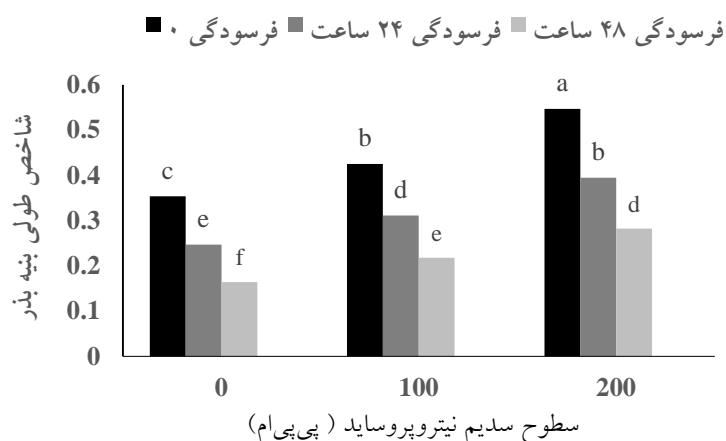 فرسودگی ۰ فرسودگی ۲۴ ساعت فرسودگی ۴۸ ساعت
شاخص طولی بنیه بذر
0.6
0.5
0.4
0.3
0.2
0.1
0
c
e
f
b
d
e
a
b
d
0 100 200
سطوح سدیم نیتروپروساید ( پی‌پی‌ام)